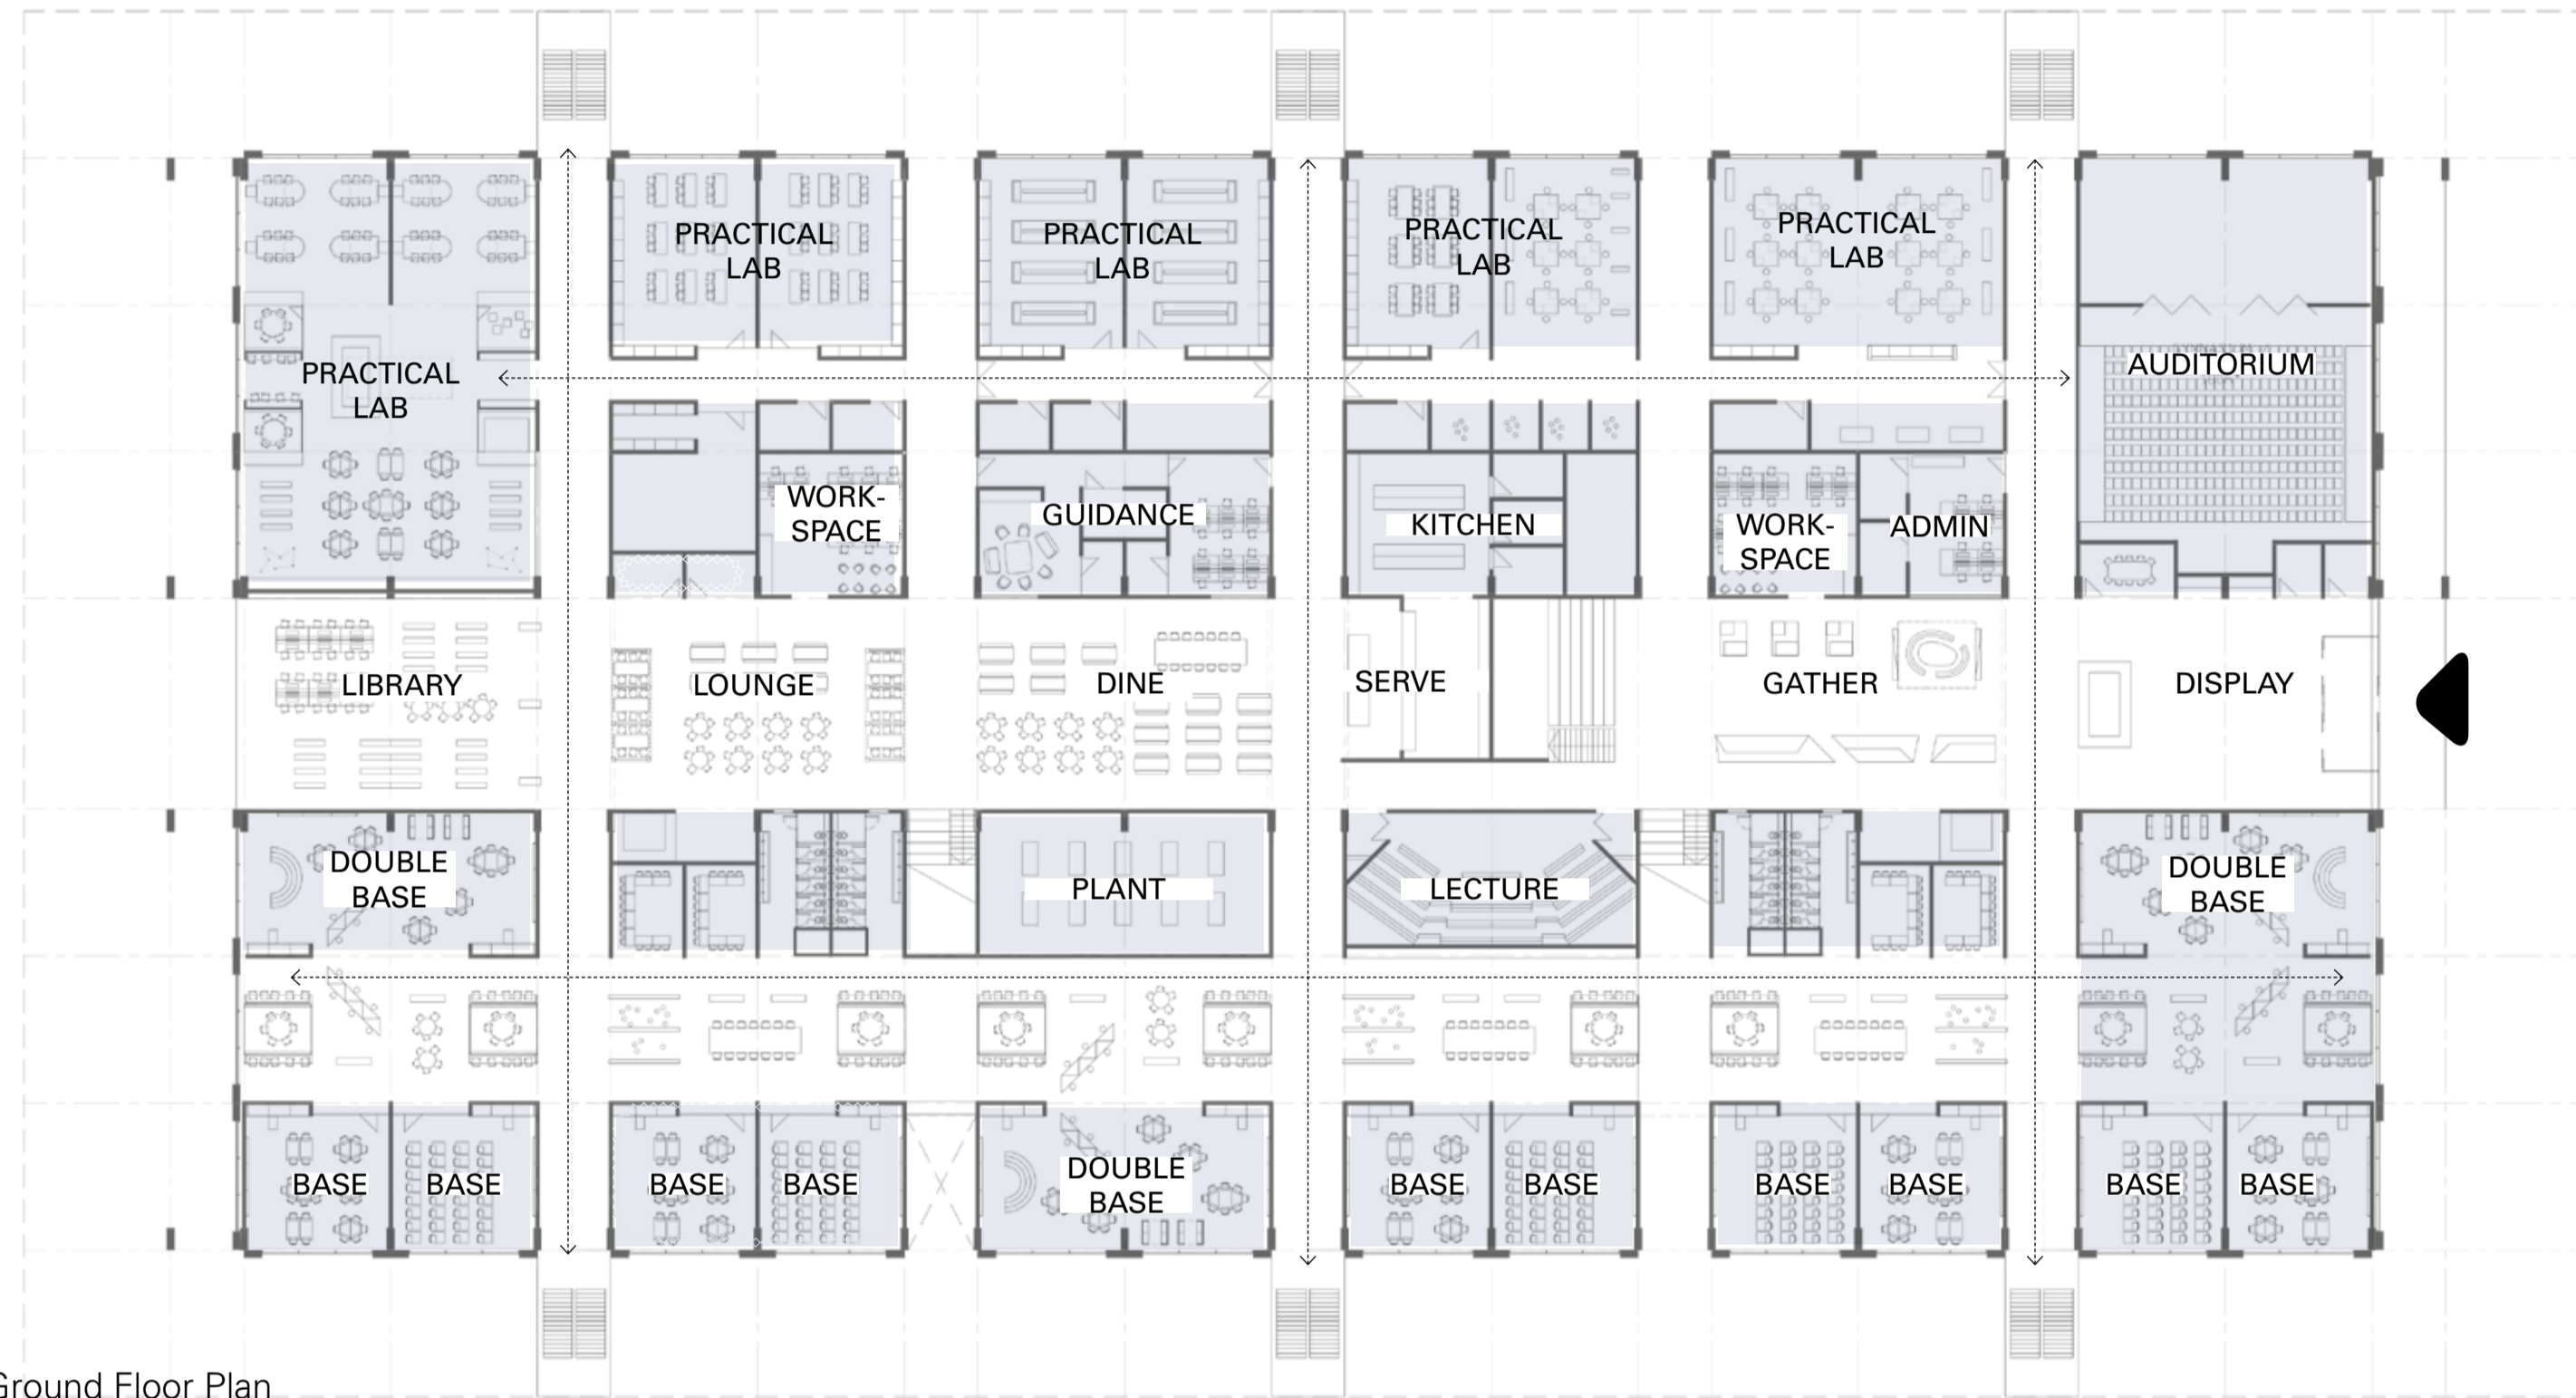 PRACTICAL
LAB
PRACTICAL
LAB
PRACTICAL
LAB
PRACTICAL
LAB
PRACTICAL
LAB
AUDITORIUM
WORK-
SPACE
GUIDANCE
KITCHEN
WORK-
SPACE
ADMIN
LIBRARY
LOUNGE
DINE
SERVE
GATHER
DISPLAY
DOUBLE
BASE
PLANT
LECTURE
DOUBLE
BASE
BASE
BASE
BASE
BASE
DOUBLE
BASE
BASE
BASE
BASE
BASE
BASE
BASE
Ground Floor Plan